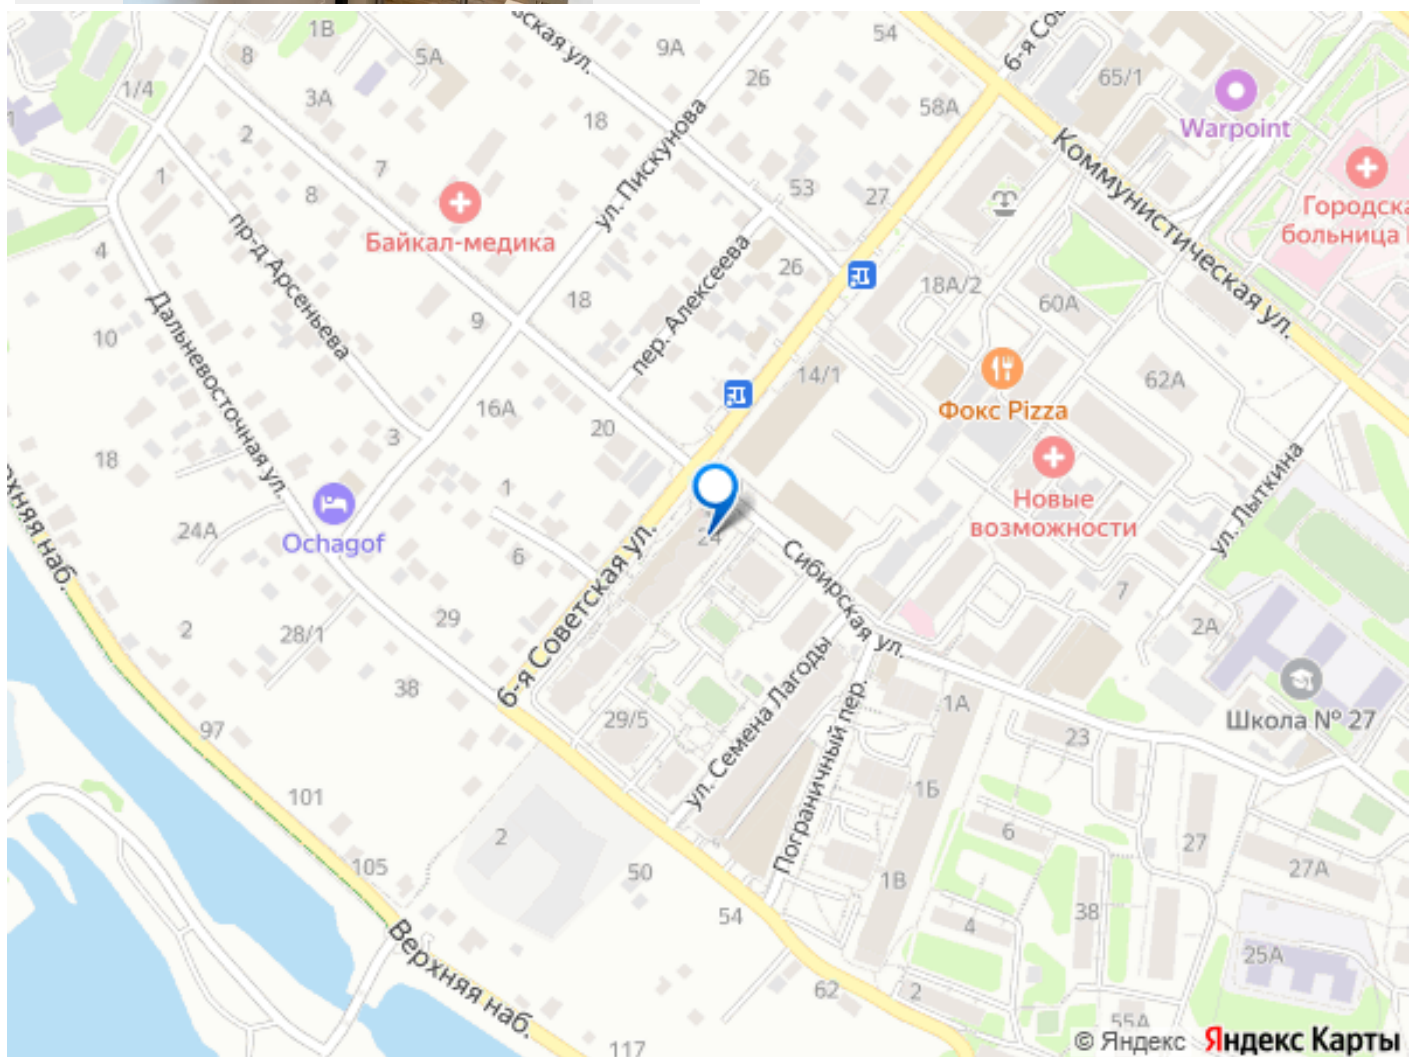 1В
8
5А
ская ул.
9А
54
6-я Сов
65/1
1/4
3А
26
58А
Warpoint
2
18
ул. Пискунова
Коммунистическая ул.
7
1
8
53
27
Городска
больница
Байкал-медика
пр-д Арсеньева
4
пер. Алексеева
26
18А/2
18
60А
Дальневосточная ул.
10
9
14/1
62А
Фокс Pizza
16А
20
3
18
1
Новые
возможности
ул. Лыткина
Ochagof
24А
24
6
6-я Советская ул.
Сибирская ул.
рхняя наб.
7
2
28/1
29
2А
38
ул. Семена Лагоды
Пограничный пер.
1А
Школа № 27
97
29/5
23
101
1Б
2
6
27
105
50
1В
27А
54
38
4
25А
Верхняя наб.
62
2
55А
117
© Яндекс Яндекс Карты